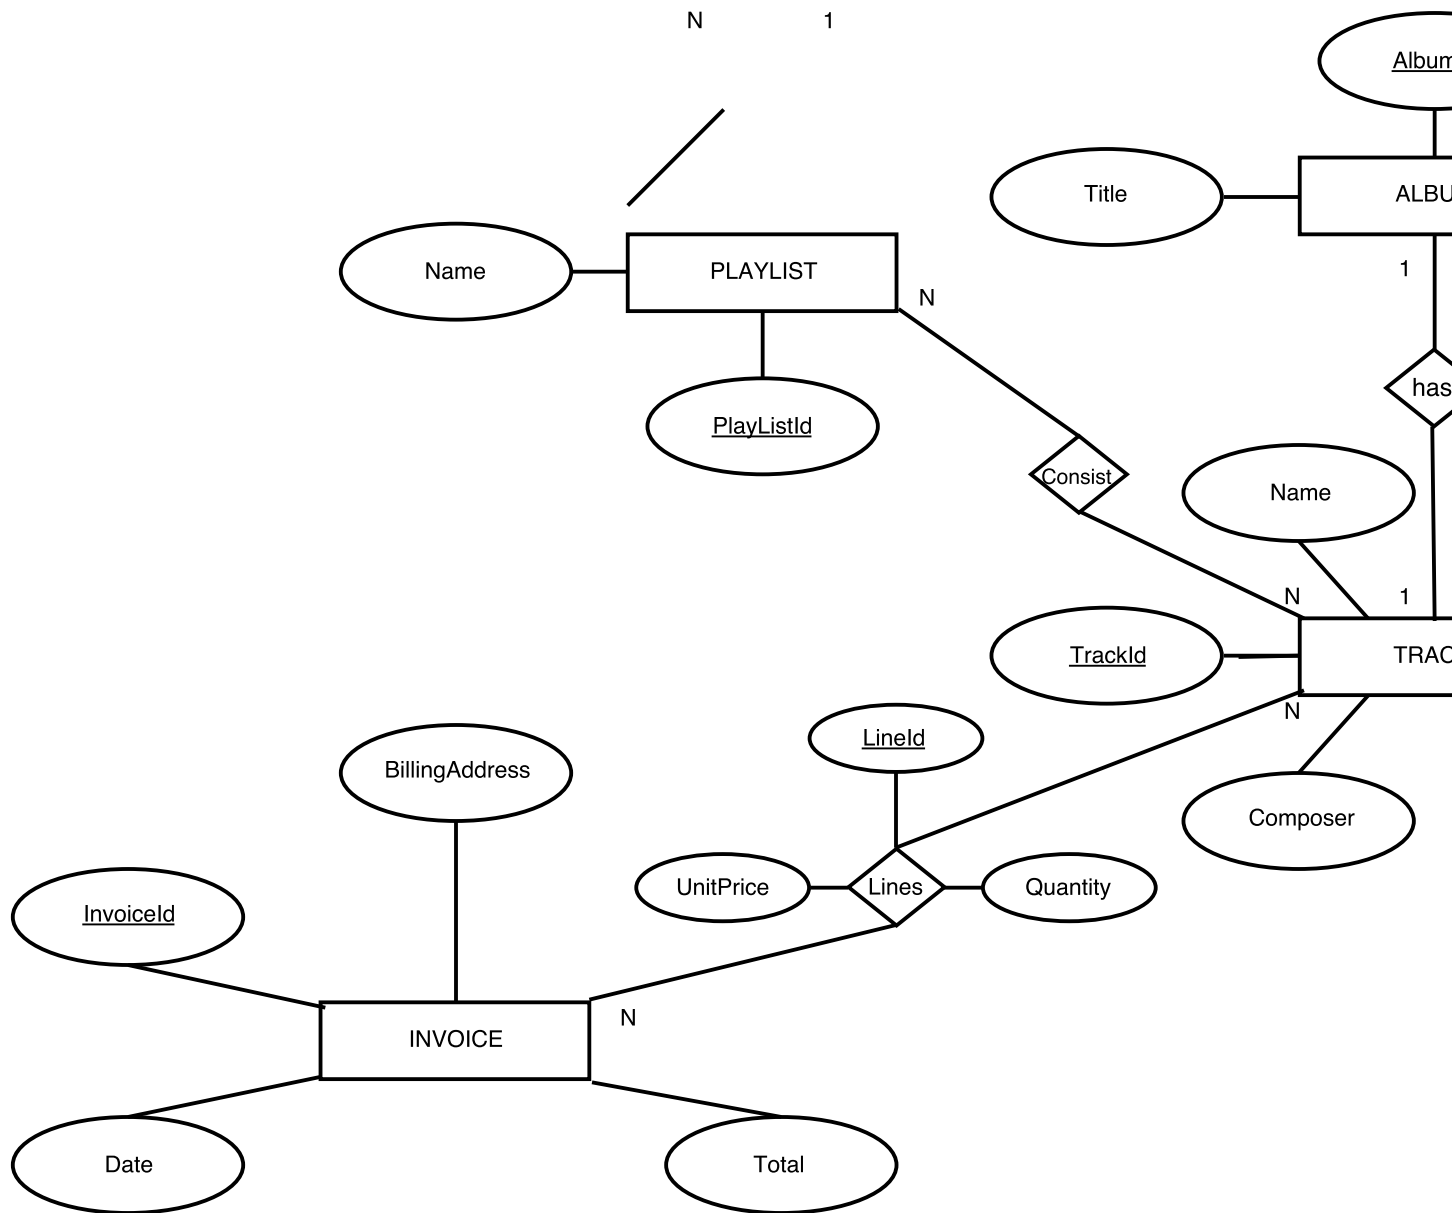 N
1
Album
Title
ALBU
Name
PLAYLIST
1
N
has
PlayListId
Consist
Name
N
1
TrackId
TRAC
N
LineId
BillingAddress
Composer
UnitPrice
Lines
Quantity
InvoiceId
N
INVOICE
Date
Total